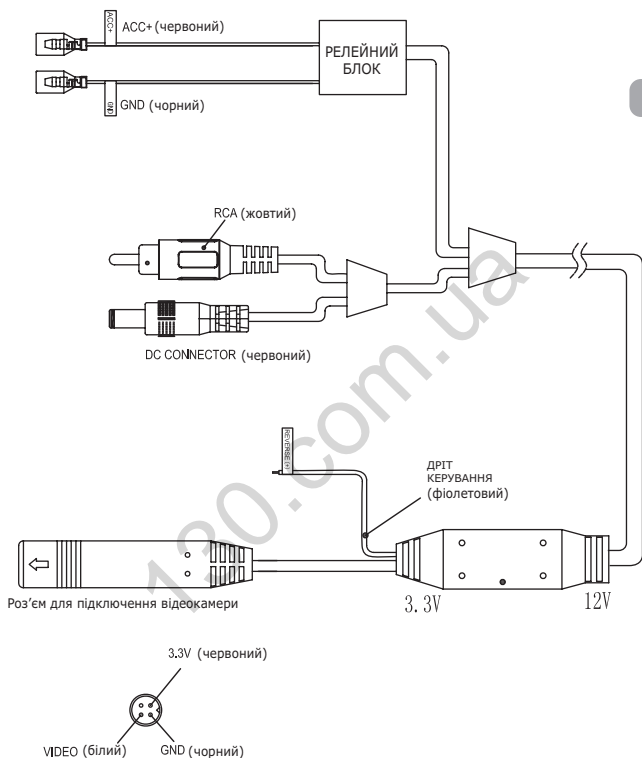 ACC+
ACC+ (червоний)
РЕЛЕЙНИЙ
БЛОК
GND
GND (чорний)
RCA (жовтий)
DC CONNECTOR (червоний)
REVERSE(+)
ДРІТ
КЕРУВАННЯ
(фіолетовий)
Роз’єм для підключення відеокамери
3.3V
12V
3.3V (червоний)
VIDEO (білий)
GND (чорний)
130.com.ua